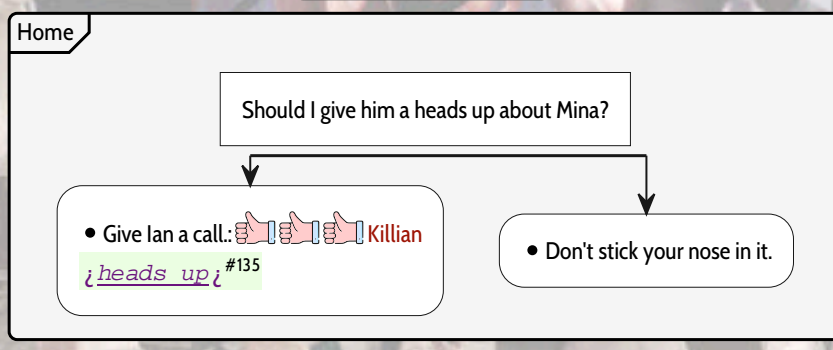 Home
Should I give him a heads up about Mina?
• Give Ian a call.: Killian
¿heads up¿#135
• Don't stick your nose in it.